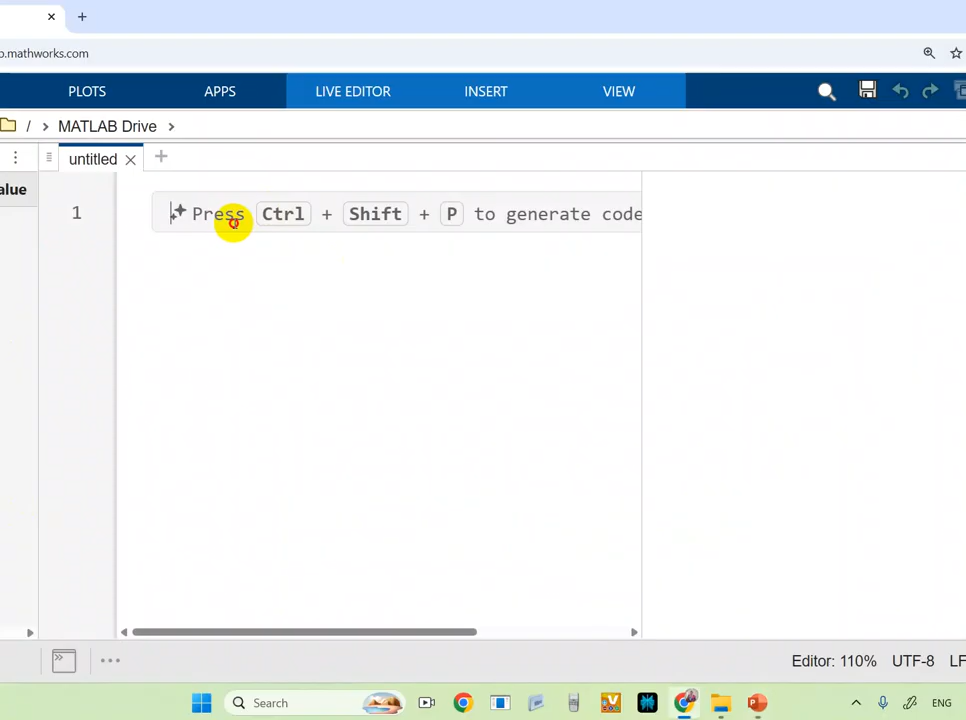 b.mathworks.com
PLOTS APPS LIVE EDITOR INSERT VIEW
/ > MATLAB Drive >
untitled
alue
1 Press Ctrl + Shift + P to generate code
Editor: 110% UTF-8 LF
Search ENG